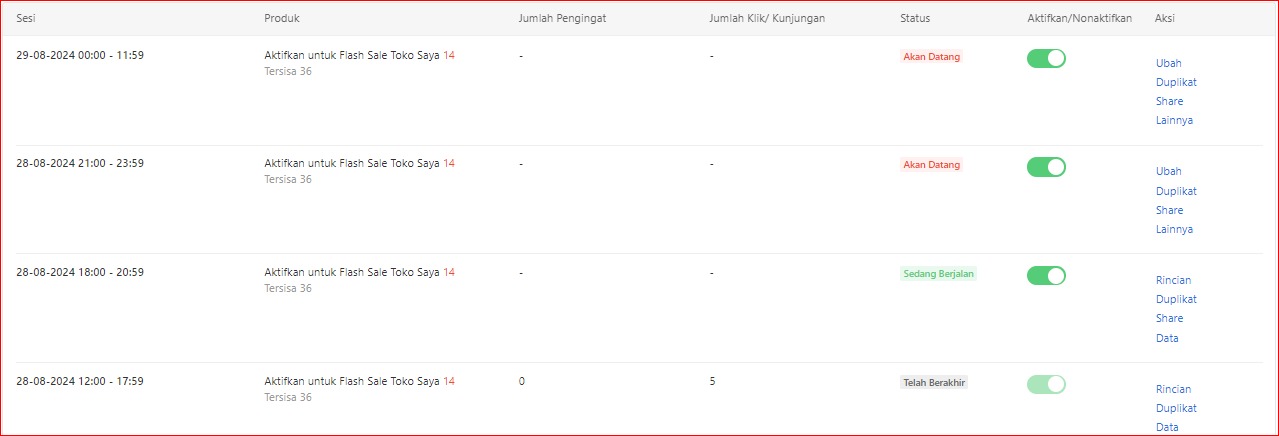 Sesi Produk Jumlah Pengingat Jumlah Klik/ Kunjungan Status Aktifkan/Nonaktifkan Aksi
29-08-2024 00:00 - 11:59 Aktifkan untuk Flash Sale Toko Saya 14 - - Akan Datang
Tersisa 36
Ubah
Duplikat
Share
Lainnya
28-08-2024 21:00 - 23:59 Aktifkan untuk Flash Sale Toko Saya 14 - - Akan Datang
Tersisa 36
Ubah
Duplikat
Share
Lainnya
28-08-2024 18:00 - 20:59 Aktifkan untuk Flash Sale Toko Saya 14 - - Sedang Berjalan
Tersisa 36
Rincian
Duplikat
Share
Data
28-08-2024 12:00 - 17:59 Aktifkan untuk Flash Sale Toko Saya 14 0 5 Telah Berakhir
Tersisa 36
Rincian
Duplikat
Data